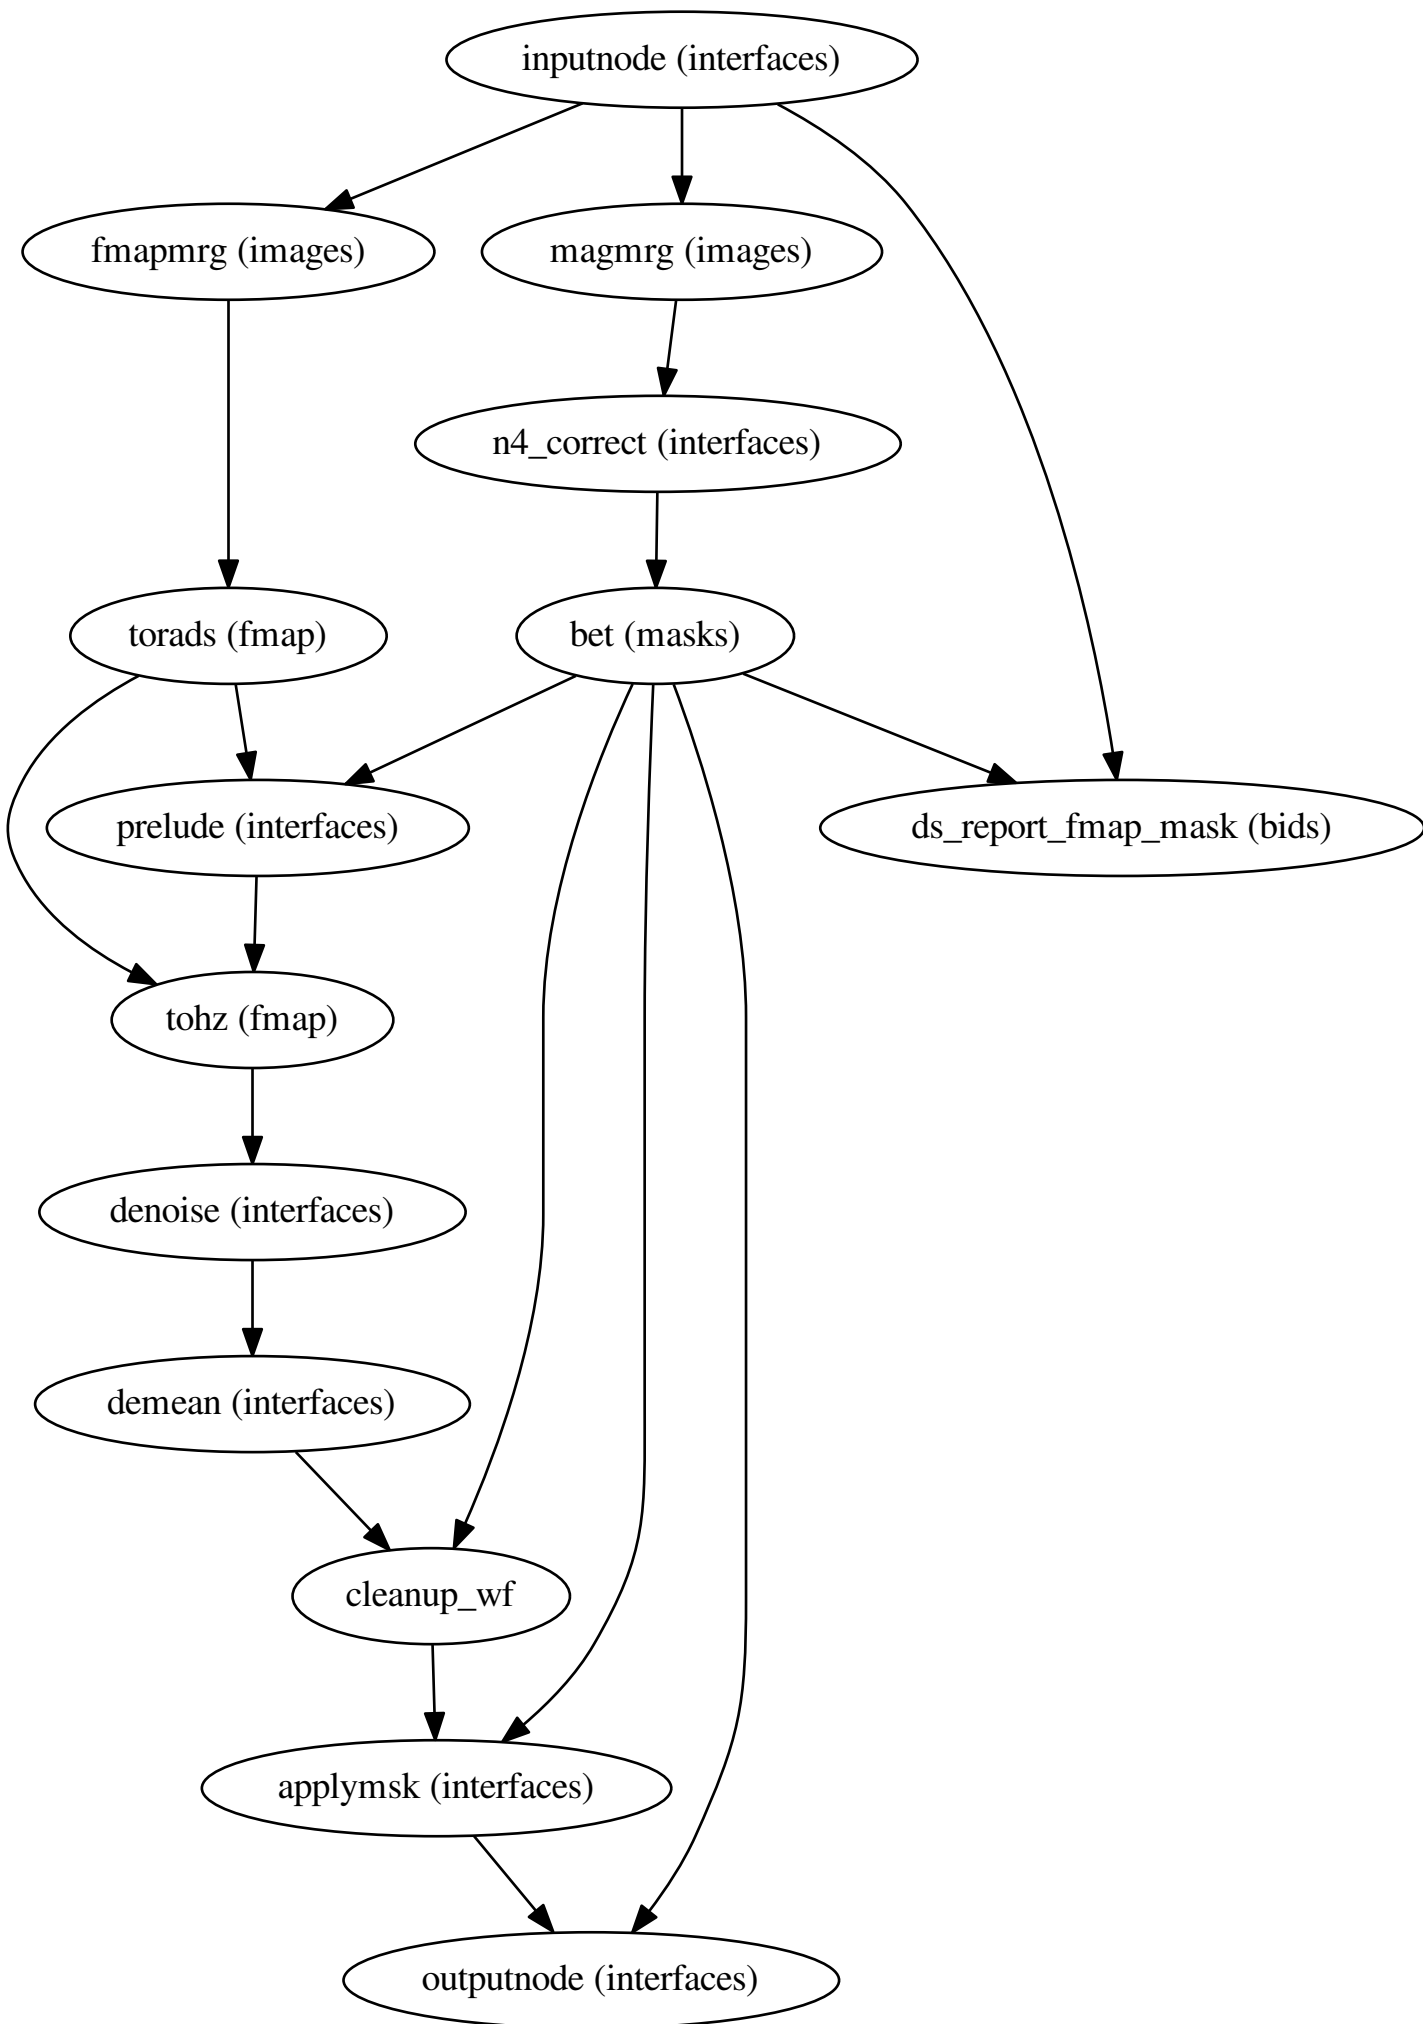 inputnode (interfaces)
fmapmrg (images)
magmrg (images)
n4_correct (interfaces)
torads (fmap)
bet (masks)
prelude (interfaces)
ds_report_fmap_mask (bids)
tohz (fmap)
denoise (interfaces)
demean (interfaces)
cleanup_wf
applymsk (interfaces)
outputnode (interfaces)